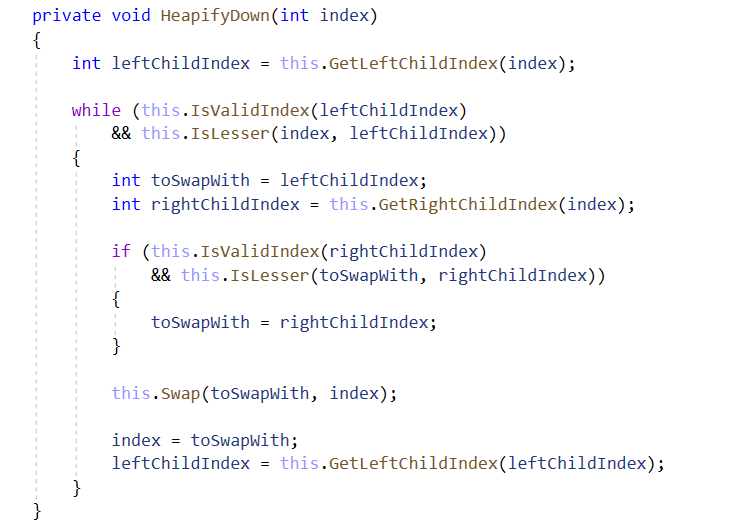 private void HeapifyDown(int index)
{
    int leftChildIndex = this.GetLeftChildIndex(index);

    while (this.IsValidIndex(leftChildIndex)
        && this.IsLesser(index, leftChildIndex))
    {
        int toSwapWith = leftChildIndex;
        int rightChildIndex = this.GetRightChildIndex(index);

        if (this.IsValidIndex(rightChildIndex)
            && this.IsLesser(toSwapWith, rightChildIndex))
        {
            toSwapWith = rightChildIndex;
        }

        this.Swap(toSwapWith, index);

        index = toSwapWith;
        leftChildIndex = this.GetLeftChildIndex(leftChildIndex);
    }
}